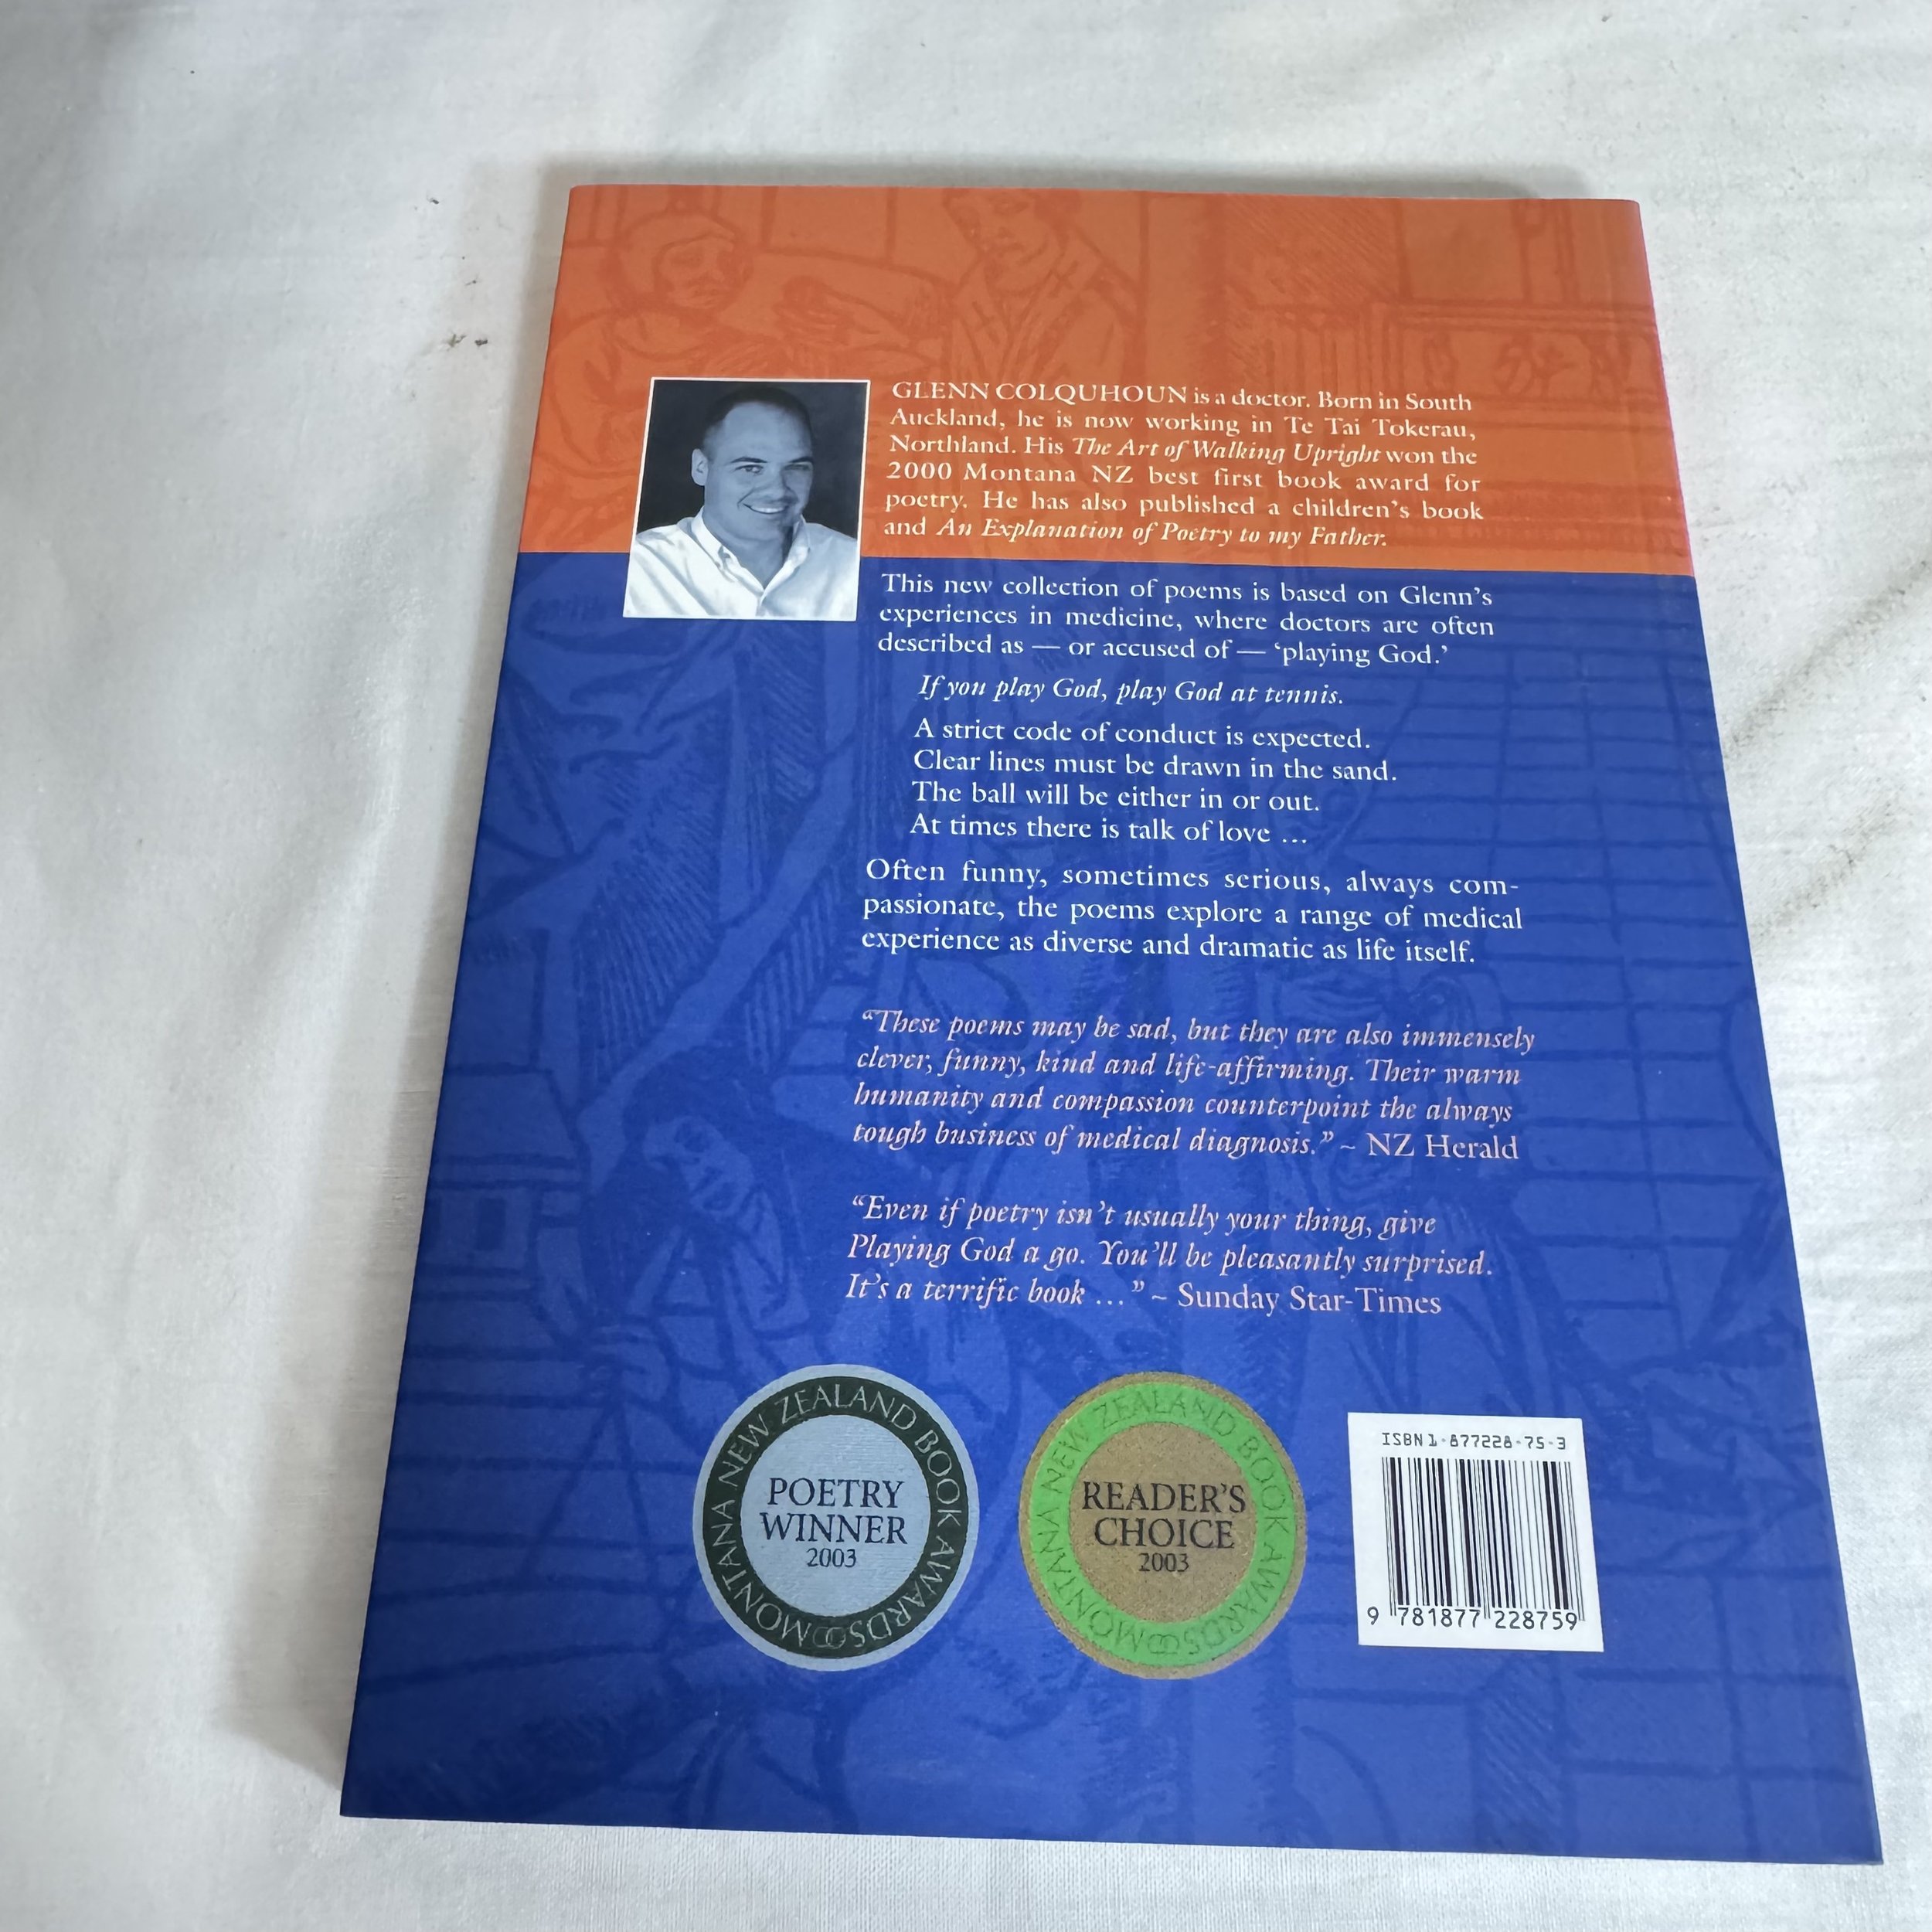 GLENN COLQUHOUN is a doctor. Born in South
Auckland, he is now working in Te Tai Tokerau,
Northland. His The Art of Walking Upright won the
2000 Montana NZ best first book award for
poetry. He has also published a children's book
and An Explanation of Poetry to my Father.
This new collection of poems is based on Glenn's
experiences in medicine, where doctors are often
described as — or accused of — 'playing God.'
If you play God, play God at tennis.
A strict code of conduct is expected.
Clear lines must be drawn in the sand.
The ball will be either in or out.
At times there is talk of love ...
Often funny, sometimes serious, always com-
passionate, the poems explore a range of medical
experience as diverse and dramatic as life itself.
"These poems may be sad, but they are also immensely
clever, funny, kind and life-affirming. Their warm
humanity and compassion counterpoint the always
tough business of medical diagnosis." ~ NZ Herald
"Even if poetry isn't usually your thing, give
Playing God a go. You'll be pleasantly surprised.
It's a terrific book ..." ~ Sunday Star-Times
MONTANA NEW ZEALAND BOOK AWARDS
POETRY
WINNER
2003
MONTANA NEW ZEALAND BOOK AWARDS
READER'S
CHOICE
2003
ISBN 1-877228-75-3
9 781877 228759